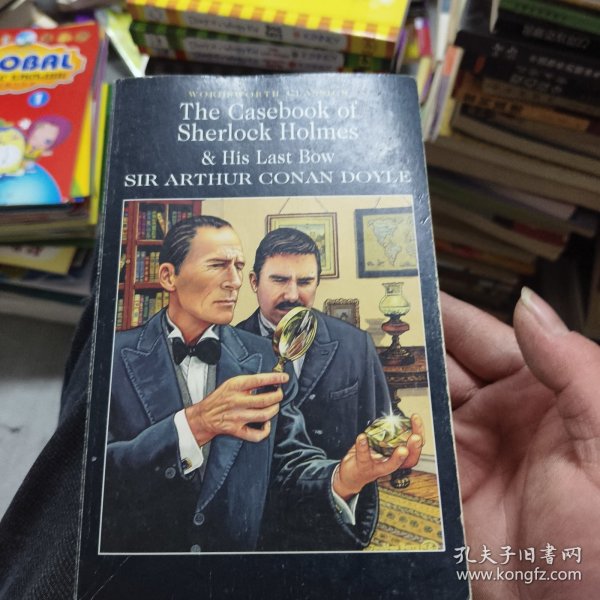 WORDSWORTH CLASSICS
The Casebook of
Sherlock Holmes
& His Last Bow
SIR ARTHUR CONAN DOYLE
OBAL
1
孔夫子旧书网
www.kongfz.com